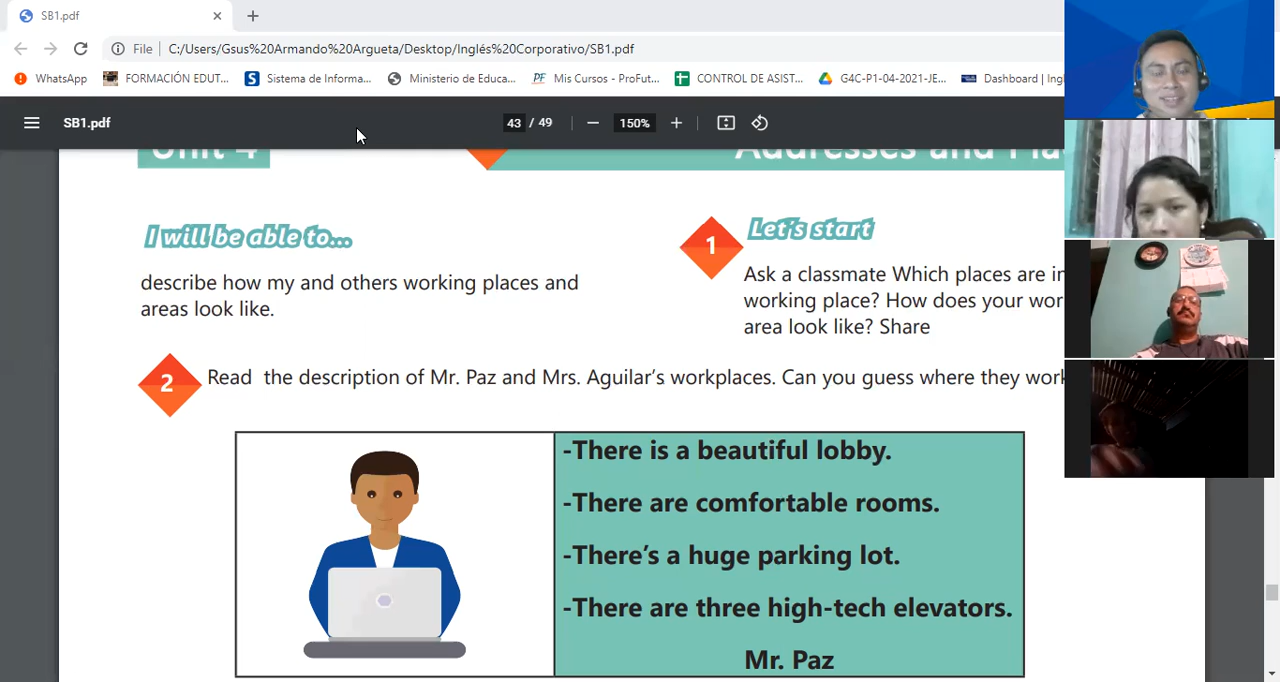 SB1.pdf
File C:/Users/Gsus%20Armando%20Argueta/Desktop/Inglés%20Corporativo/SB1.pdf
WhatsApp FORMACIÓN EDUT... Sistema de Informa... Ministerio de Educa... Mis Cursos - ProFut... CONTROL DE ASIST... G4C-P1-04-2021-JE... Dashboard | Ingl
SB1.pdf 43 / 49 150%
Unit 4 Addresses and Pla
I will be able to...
describe how my and others working places and
areas look like.
1 Let's start
Ask a classmate Which places are in
working place? How does your wor
area look like? Share
2 Read the description of Mr. Paz and Mrs. Aguilar's workplaces. Can you guess where they work
-There is a beautiful lobby.
-There are comfortable rooms.
-There's a huge parking lot.
-There are three high-tech elevators.
Mr. Paz